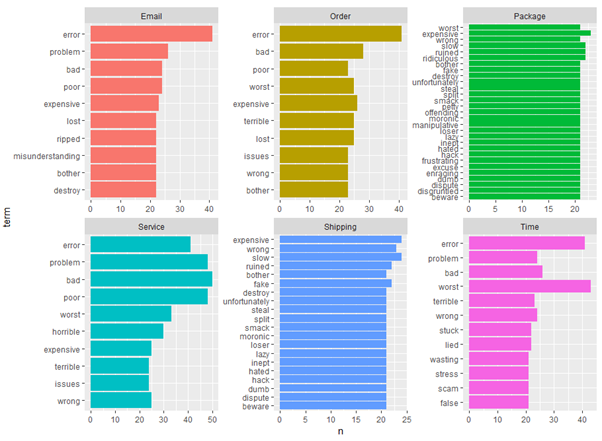 Email
error
problem
bad
poor
expensive
lost
ripped
misunderstanding
bother
destroy
0 10 20 30 40
Order
error
bad
poor
worst
expensive
terrible
lost
issues
wrong
bother
0 10 20 30 40
Package
worst
expensive
wrong
slow
ruined
ridiculous
bother
fake
destroy
unfortunately
steal
split
smack
petty
offending
moronic
manipulative
loser
lazy
inept
hated
hack
frustrating
excuse
enraging
dumb
dispute
disgruntled
beware
0 5 10 15 20
term
Service
error
problem
bad
poor
worst
horrible
expensive
terrible
issues
wrong
0 10 20 30 40 50
Shipping
expensive
wrong
slow
ruined
bother
fake
destroy
unfortunately
steal
split
smack
moronic
loser
lazy
inept
hated
hack
dumb
dispute
beware
0 5 10 15 20 25
Time
error
problem
bad
worst
terrible
wrong
stuck
lied
wasting
stress
scam
false
0 10 20 30 40
n